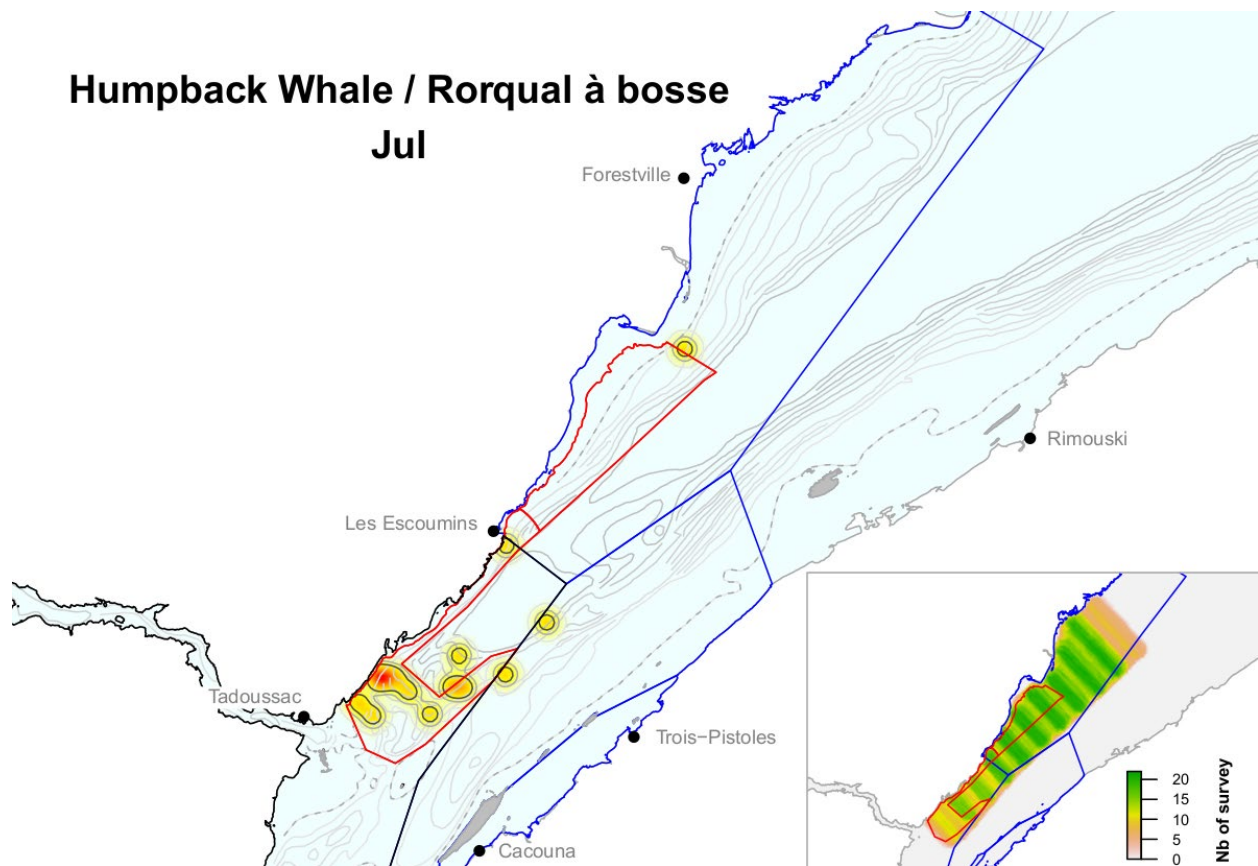 Humpback Whale / Rorqual à bosse
Jul
Forestville
Rimouski
Les Escoumins
Tadoussac
Trois−Pistoles
Cacouna
20
15
10
5
0
Nb of survey